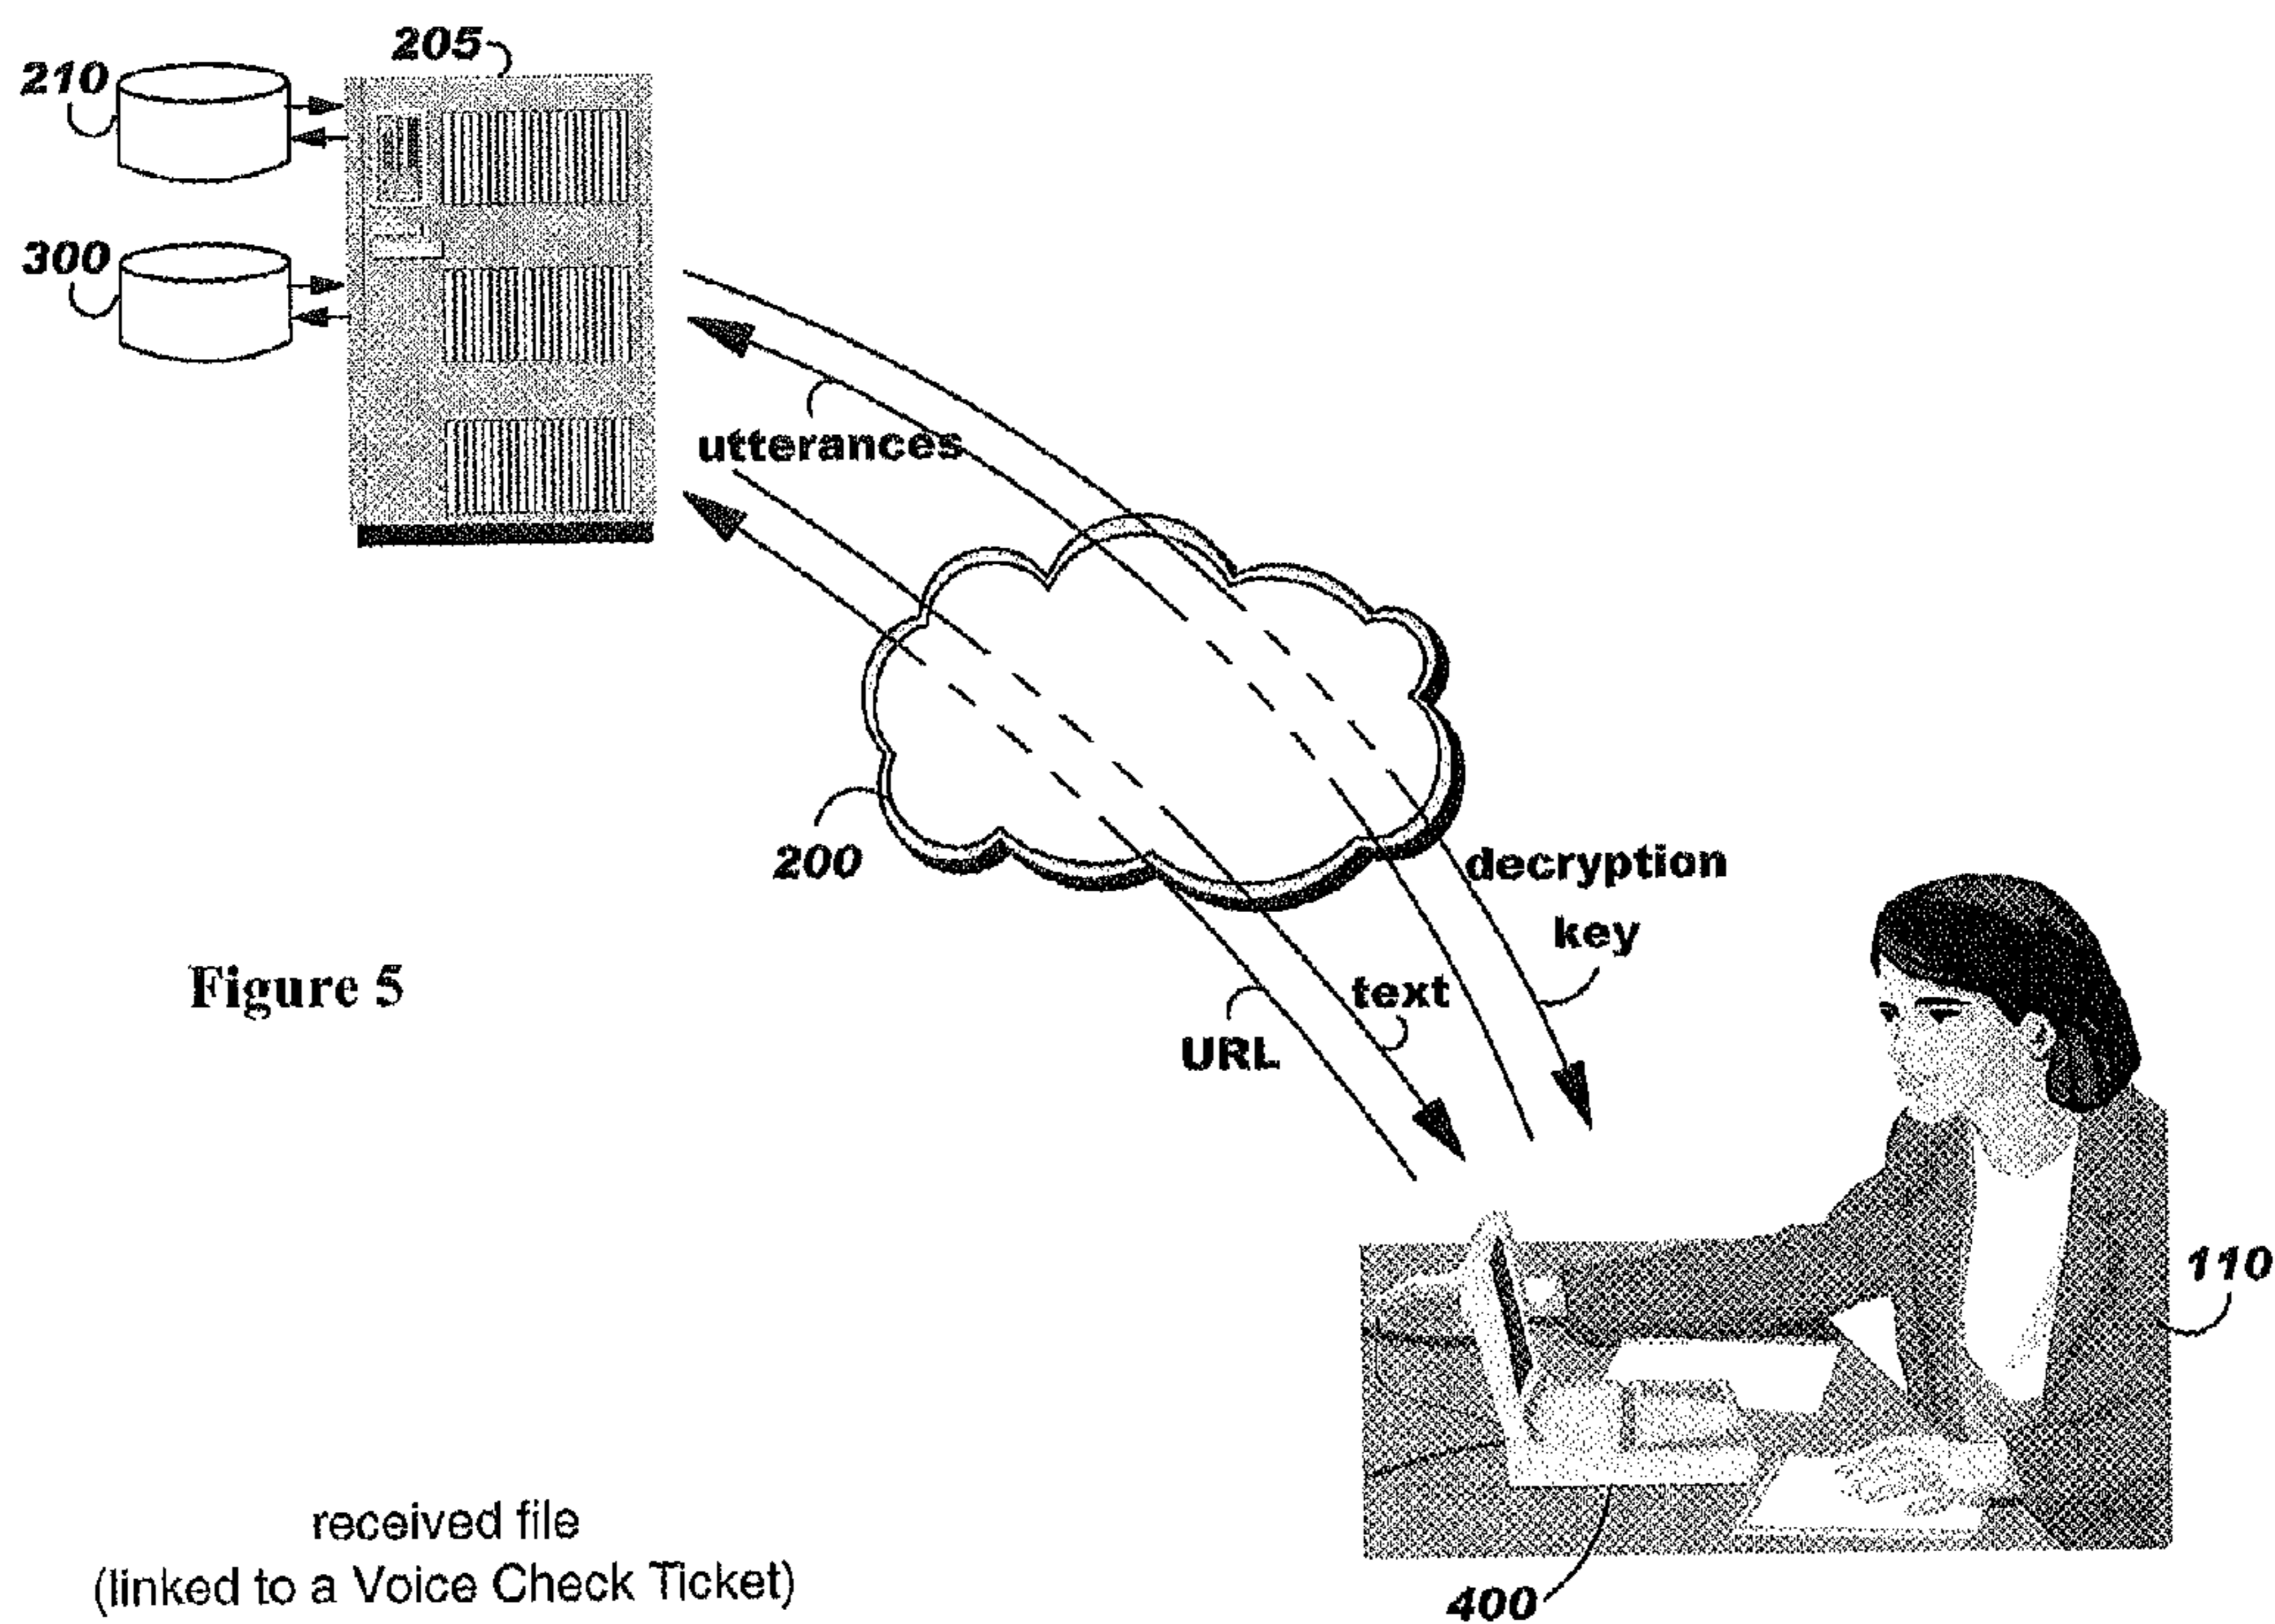 205
210
300
utterances
200
decryption
key
text
URL
Figure 5
110
received file
(linked to a Voice Check Ticket)
400